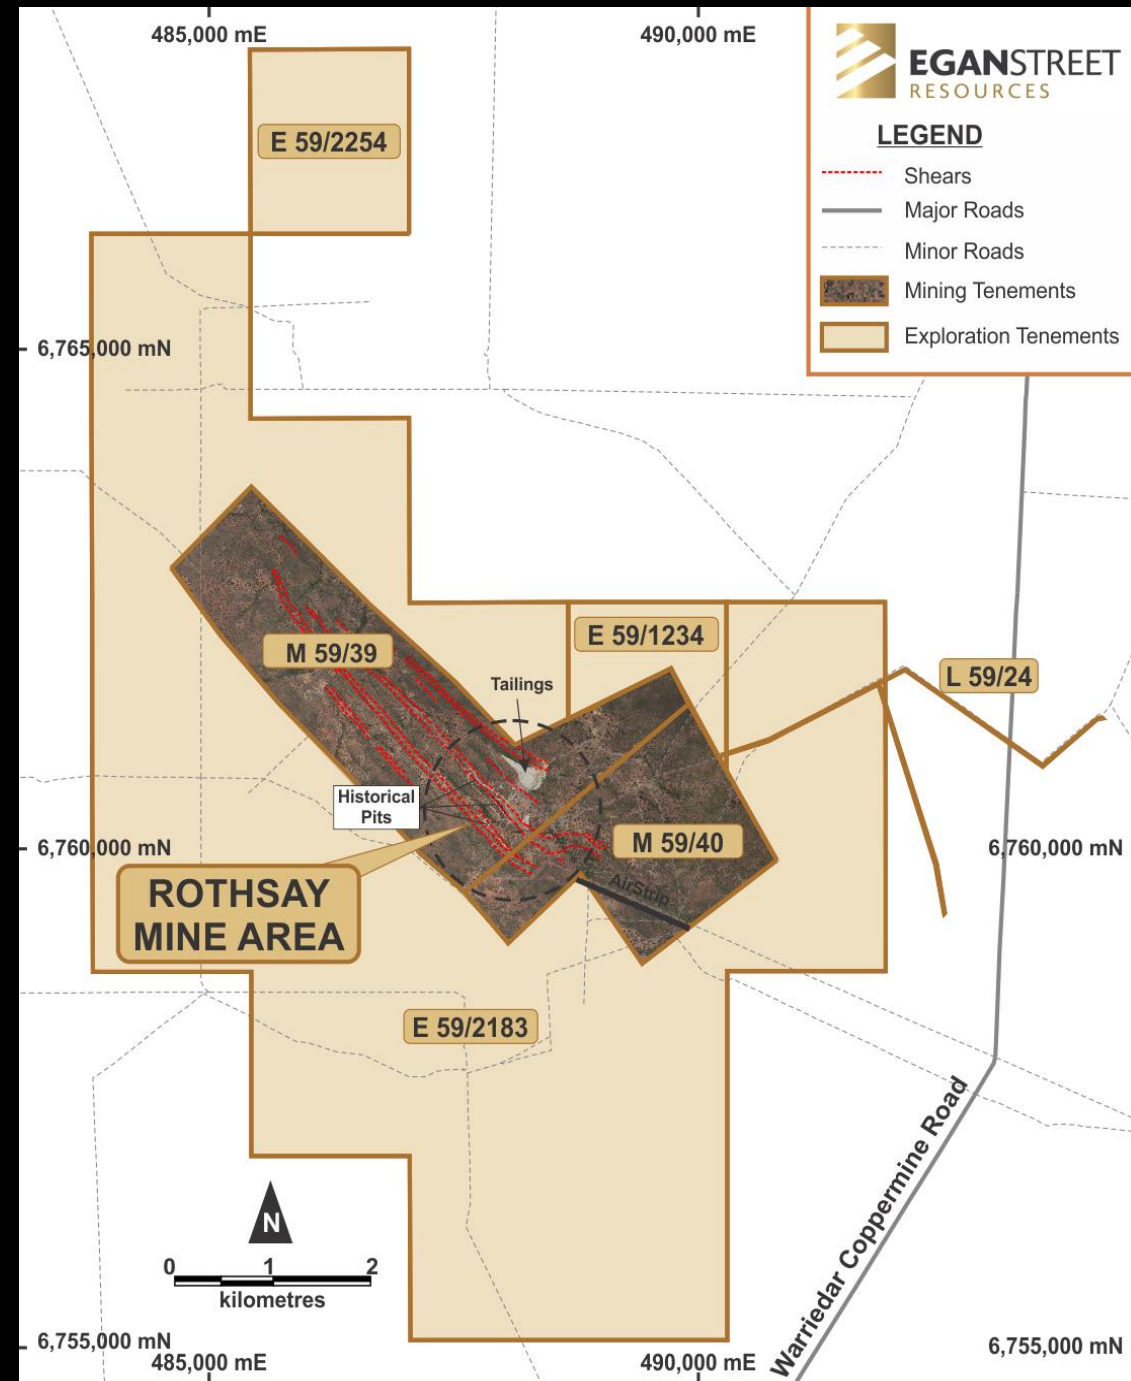 485,000 mE
490,000 mE
EGANSTREET
RESOURCES
LEGEND
Shears
Major Roads
Minor Roads
Mining Tenements
Exploration Tenements
E 59/2254
6,765,000 mN
M 59/39
E 59/1234
L 59/24
Tailings
Historical
Pits
M 59/40
6,760,000 mN
6,760,000 mN
AirStrip
ROTHSAY
MINE AREA
E 59/2183
Warriedar Coppermine Road
N
0 1 2
kilometres
6,755,000 mN
6,755,000 mN
485,000 mE
490,000 mE